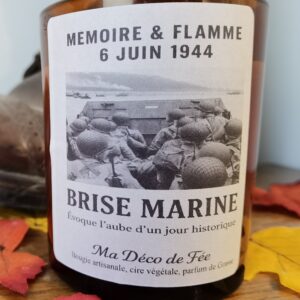 MEMOIRE & FLAMME
6 JUIN 1944
BRISE MARINE
Évoque l'aube d'un jour historique
Ma Déco de Fée
Bougie artisanale, cire végétale, parfum de Grasse